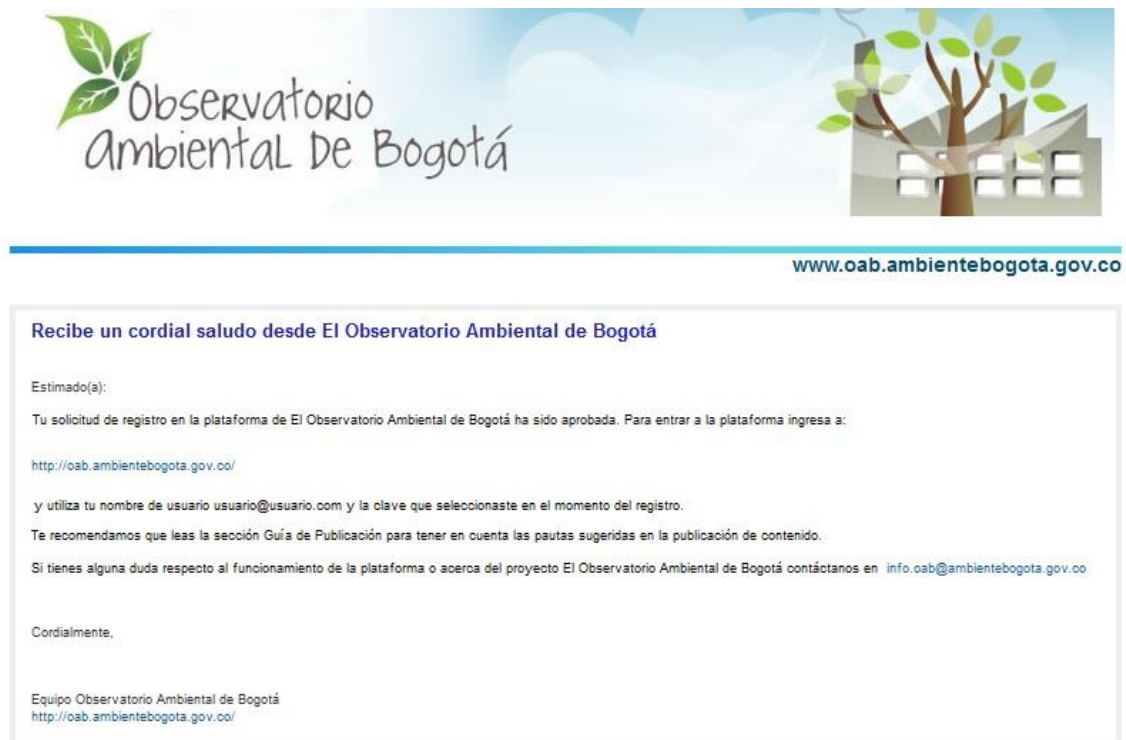 Observatorio
Ambiental De Bogotá
www.oab.ambientebogota.gov.co
Recibe un cordial saludo desde El Observatorio Ambiental de Bogotá
Estimado(a):
Tu solicitud de registro en la plataforma de El Observatorio Ambiental de Bogotá ha sido aprobada. Para entrar a la plataforma ingresa a:
http://oab.ambientebogota.gov.co/
y utiliza tu nombre de usuario usuario@usuario.com y la clave que seleccionaste en el momento del registro.
Te recomendamos que leas la sección Guía de Publicación para tener en cuenta las pautas sugeridas en la publicación de contenido.
Si tienes alguna duda respecto al funcionamiento de la plataforma o acerca del proyecto El Observatorio Ambiental de Bogotá contáctanos en info.oab@ambientebogota.gov.co
Cordialmente,
Equipo Observatorio Ambiental de Bogotá
http://oab.ambientebogota.gov.co/